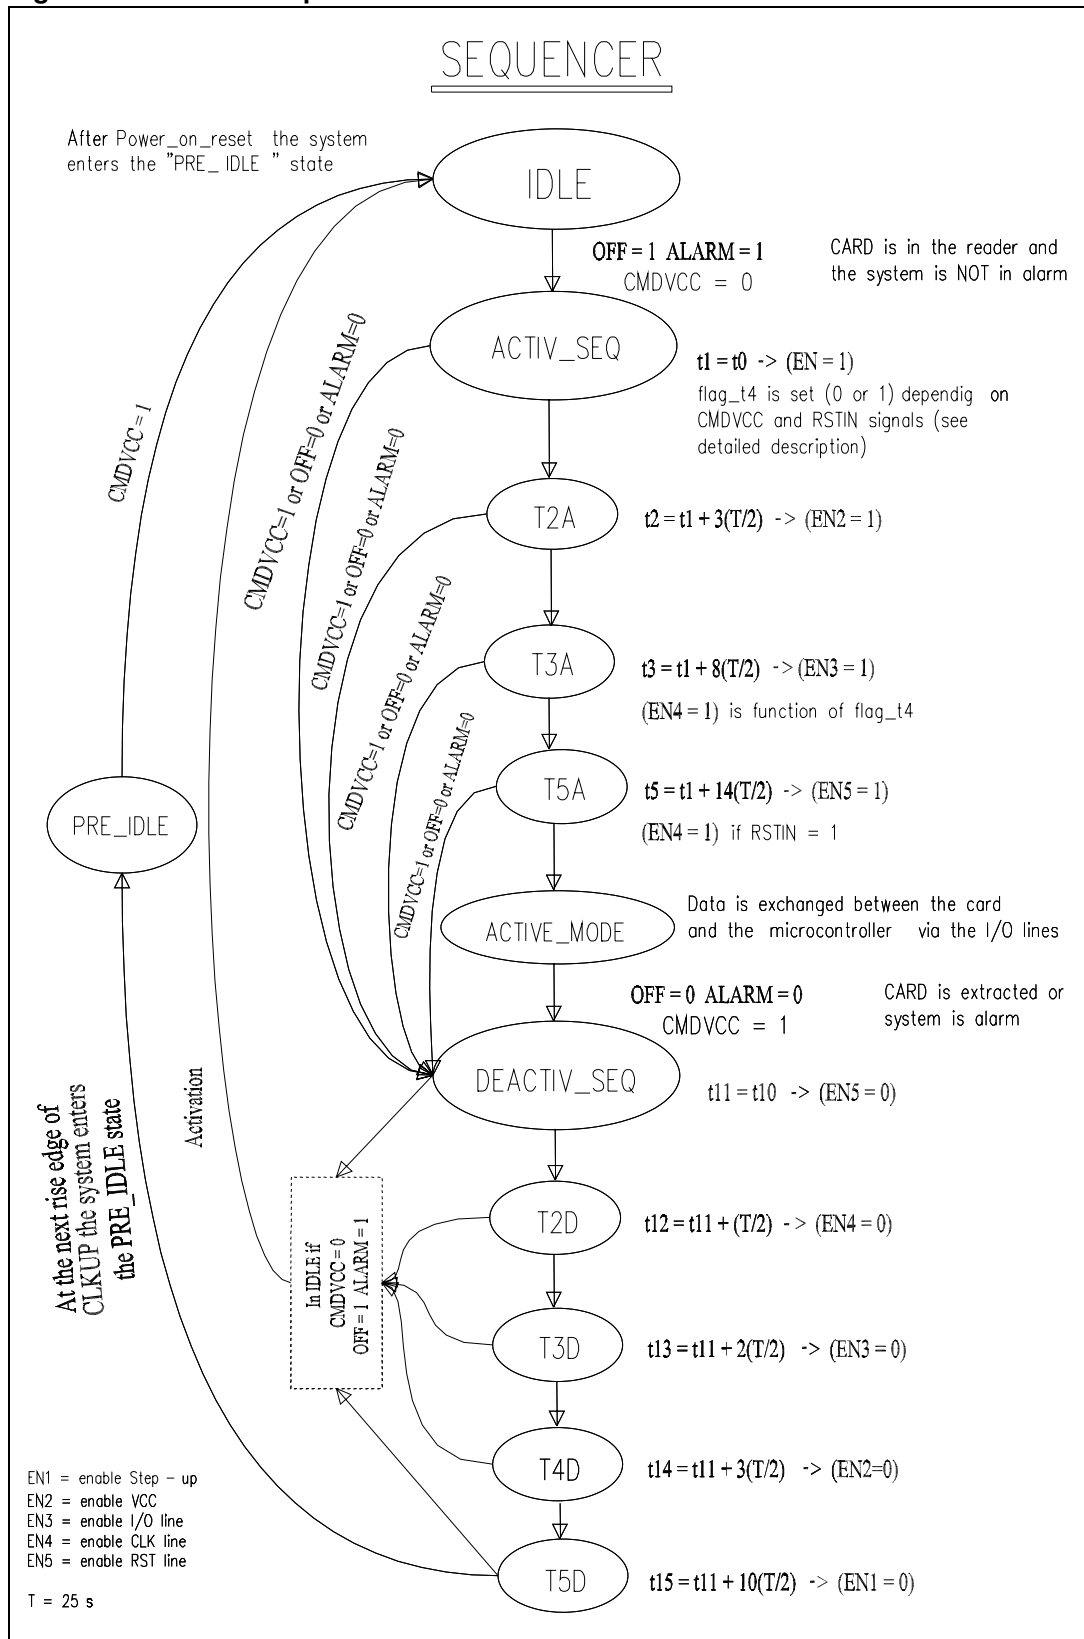 SEQUENCER
After Power_on_reset the system
enters the "PRE_ IDLE " state
IDLE
OFF = 1 ALARM = 1
CMDVCC = 0
CARD is in the reader and
the system is NOT in alarm
ACTIV_SEQ
t1 = t0 -> (EN = 1)
flag_t4 is set (0 or 1) dependig on
CMDVCC and RSTIN signals (see
detailed description)
CMDVCC = 1
CMDVCC=1 or OFF=0 or ALARM=0
CMDVCC=1 or OFF=0 or ALARM=0
CMDVCC=1 or OFF=0 or ALARM=0
CMDVCC=1 or OFF=0 or ALARM=0
T2A
t2 = t1 + 3(T/2) -> (EN2 = 1)
T3A
t3 = t1 + 8(T/2) -> (EN3 = 1)
(EN4 = 1) is function of flag_t4
T5A
t5 = t1 + 14(T/2) -> (EN5 = 1)
(EN4 = 1) if RSTIN = 1
PRE_IDLE
ACTIVE_MODE
Data is exchanged between the card
and the microcontroller via the I/O lines
OFF = 0 ALARM = 0
CMDVCC = 1
CARD is extracted or
system is alarm
DEACTIV_SEQ
t11 = t10 -> (EN5 = 0)
At the next rise edge of
CLKUP the system enters
the PRE_IDLE state
Activation
In IDLE if
CMDVCC = 0
OFF = 1 ALARM = 1
T2D
t12 = t11 + (T/2) -> (EN4 = 0)
T3D
t13 = t11 + 2(T/2) -> (EN3 = 0)
T4D
t14 = t11 + 3(T/2) -> (EN2=0)
T5D
t15 = t11 + 10(T/2) -> (EN1 = 0)
EN1 = enable Step - up
EN2 = enable VCC
EN3 = enable I/O line
EN4 = enable CLK line
EN5 = enable RST line
T = 25 s